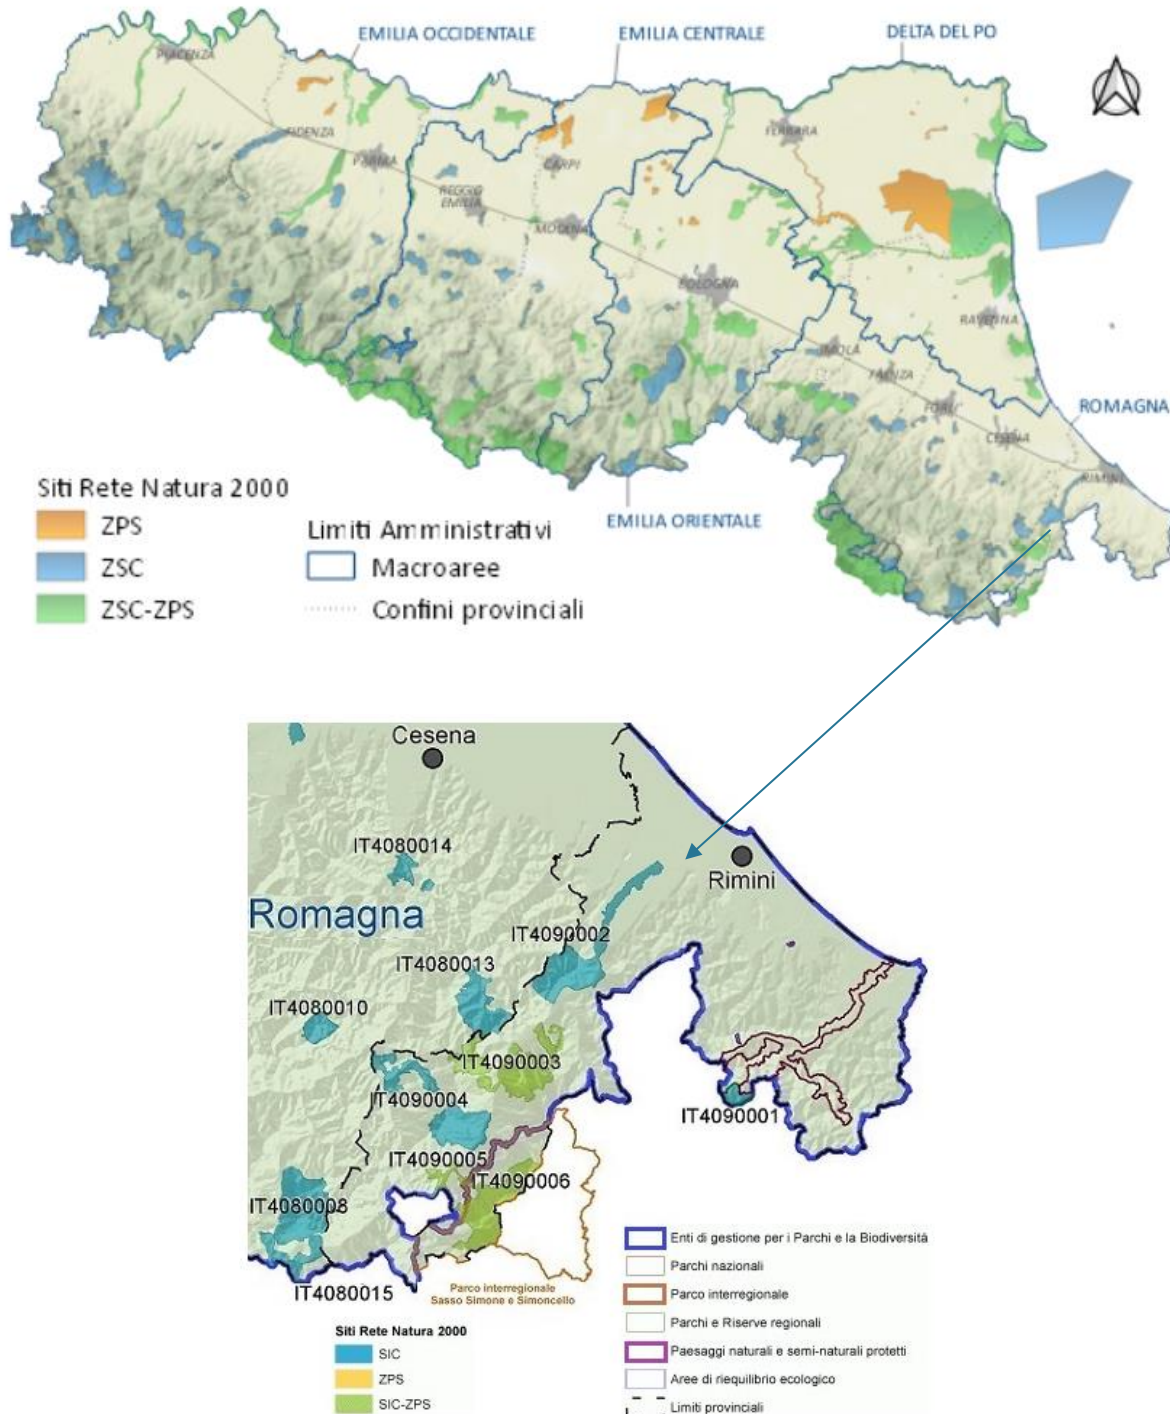 EMILIA OCCIDENTALE
EMILIA CENTRALE
DELTA DEL PO
PIACENZA
FIDENZA
PARMA
REGGIO
EMILIA
CARPI
MODENA
FERRARA
BOLOGNA
RAVENNA
IMOLA
FAENZA
FORLI'
CESENA
ROMAGNA
RIMINI
EMILIA ORIENTALE
Siti Rete Natura 2000
ZPS
ZSC
ZSC-ZPS
Limiti Amministrativi
Macroaree
Confini provinciali
Cesena
IT4080014
Rimini
Romagna
IT4090002
IT4080013
IT4080010
IT4090003
IT4090004
IT4090001
IT4090005
IT4090006
IT4080008
IT4080015
Parco interregionale
Sasso Simone e Simoncello
Siti Rete Natura 2000
SIC
ZPS
SIC-ZPS
Enti di gestione per i Parchi e la Biodiversità
Parchi nazionali
Parco interregionale
Parchi e Riserve regionali
Paesaggi naturali e semi-naturali protetti
Aree di riequilibrio ecologico
Limiti provinciali